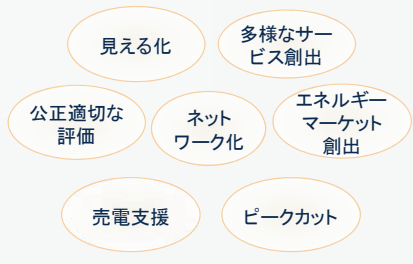 見える化
多様なサー
ビス創出
公正適切な
評価
ネット
ワーク化
エネルギー
マーケット
創出
売電支援
ピークカット